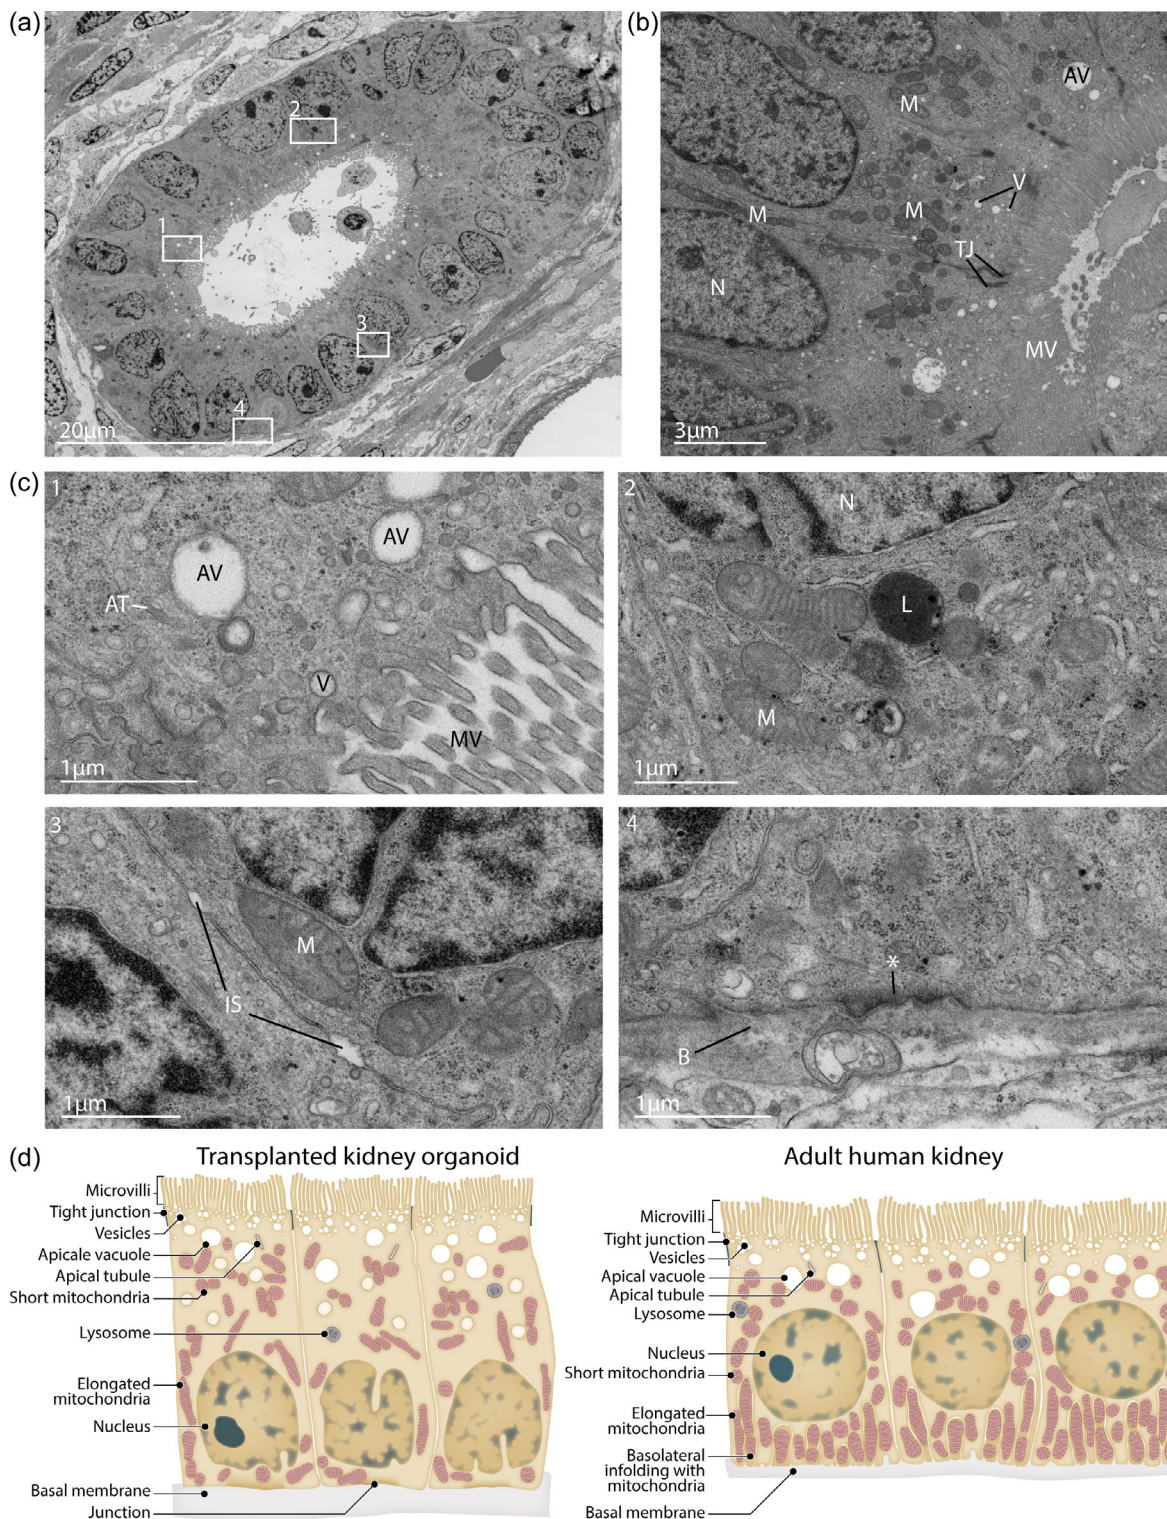 (a)
2
1
3
4
20µm
(b)
AV
M
V
M
M
TJ
N
MV
3µm
(c)
1
AV
AV
AT
V
MV
1µm
2
N
L
M
1µm
3
M
IS
1µm
4
*
B
1µm
(d)
Transplanted kidney organoid
Microvilli
Tight junction
Vesicles
Apicale vacuole
Apical tubule
Short mitochondria
Lysosome
Elongated
mitochondria
Nucleus
Basal membrane
Junction
Adult human kidney
Microvilli
Tight junction
Vesicles
Apical vacuole
Apical tubule
Lysosome
Nucleus
Short mitochondria
Elongated
mitochondria
Basolateral
infolding with
mitochondria
Basal membrane